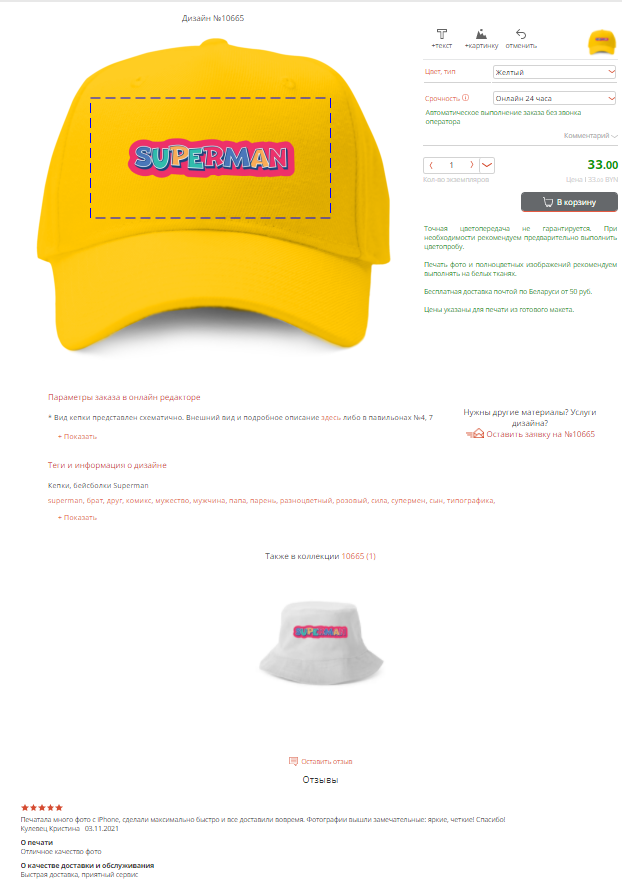 Дизайн №10665
+текст
+картинку
отменить
Цвет, тип
Желтый
Срочность
Онлайн 24 часа
Автоматическое выполнение заказа без звонка
оператора
Комментарий
SUPERMAN
1
33.00
Кол-во экземпляров
Цена 1 33.00 BYN
В корзину
Точная цветопередача не гарантируется. При
необходимости рекомендуем предварительно выполнить
цветопробу.
Печать фото и полноцветных изображений рекомендуем
выполнять на белых тканях.
Бесплатная доставка почтой по Беларуси от 50 руб.
Цены указаны для печати из готового макета.
Параметры заказа в онлайн редакторе
* Вид кепки представлен схематично. Внешний вид и подробное описание здесь либо в павильонах №4, 7
+ Показать
Нужны другие материалы? Услуги
дизайна?
Оставить заявку на №10665
Теги и информация о дизайне
Кепки, бейсболки Superman
superman, брат, друг, комикс, мужество, мужчина, папа, парень, разноцветный, розовый, сила, супермен, сын, типографика,
+ Показать
Также в коллекции 10665 (1)
SUPERMAN
Оставить отзыв
Отзывы
Печатала много фото с iPhone, сделали максимально быстро и все доставили вовремя. Фотографии вышли замечательные: яркие, четкие! Спасибо!
Кулевец Кристина 03.11.2021
О печати
Отличное качество фото
О качестве доставки и обслуживания
Быстрая доставка, приятный сервис